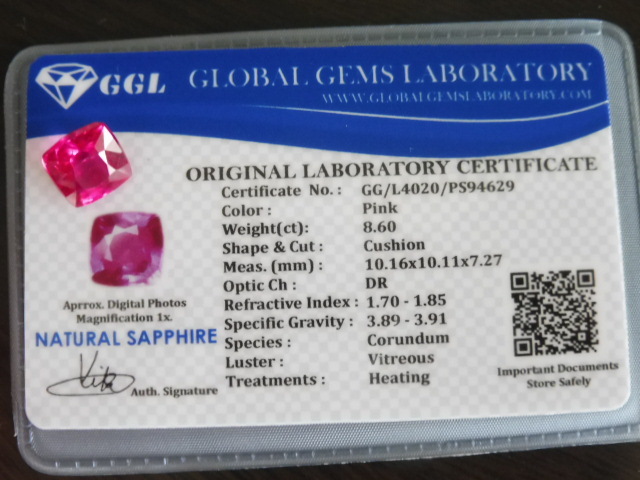 GGL GLOBAL GEMS LABORATORY
WWW.GLOBALGEMSLABORATORY.COM
ORIGINAL LABORATORY CERTIFICATE
Certificate No. : GG/L4020/PS94629
Color : Pink
Weight(ct) : 8.60
Shape & Cut : Cushion
Meas. (mm) : 10.16x10.11x7.27
Optic Ch : DR
Refractive Index : 1.70 - 1.85
Specific Gravity : 3.89 - 3.91
Species : Corundum
Luster : Vitreous
Treatments : Heating
Aprrox. Digital Photos
Magnification 1x.
NATURAL SAPPHIRE
Auth. Signature
Important Documents
Store Safely